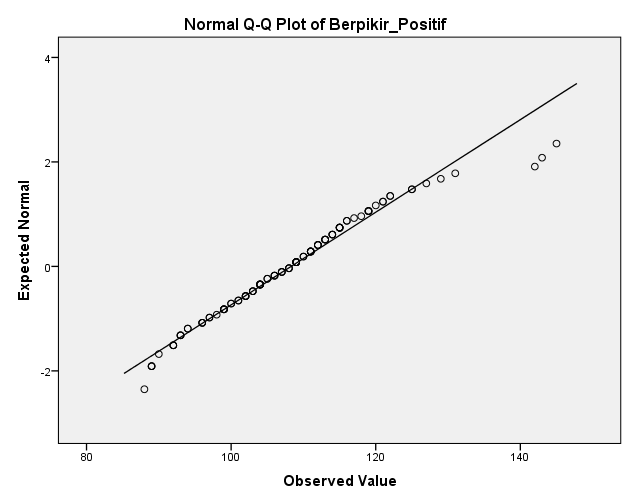 Normal Q-Q Plot of Berpikir_Positif
4
2
0
-2
Expected Normal
80
100
120
140
Observed Value